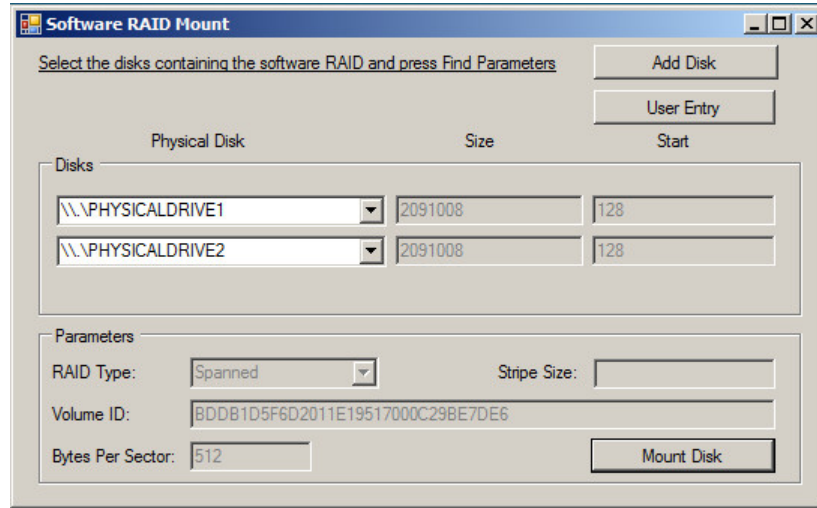 Software RAID Mount
Select the disks containing the software RAID and press Find Parameters
Add Disk
User Entry
Physical Disk Size Start
Disks
\\.\PHYSICALDRIVE1 2091008 128
\\.\PHYSICALDRIVE2 2091008 128
Parameters
RAID Type: Spanned Stripe Size:
Volume ID: BDDB1D5F6D2011E19517000C29BE7DE6
Bytes Per Sector: 512 Mount Disk